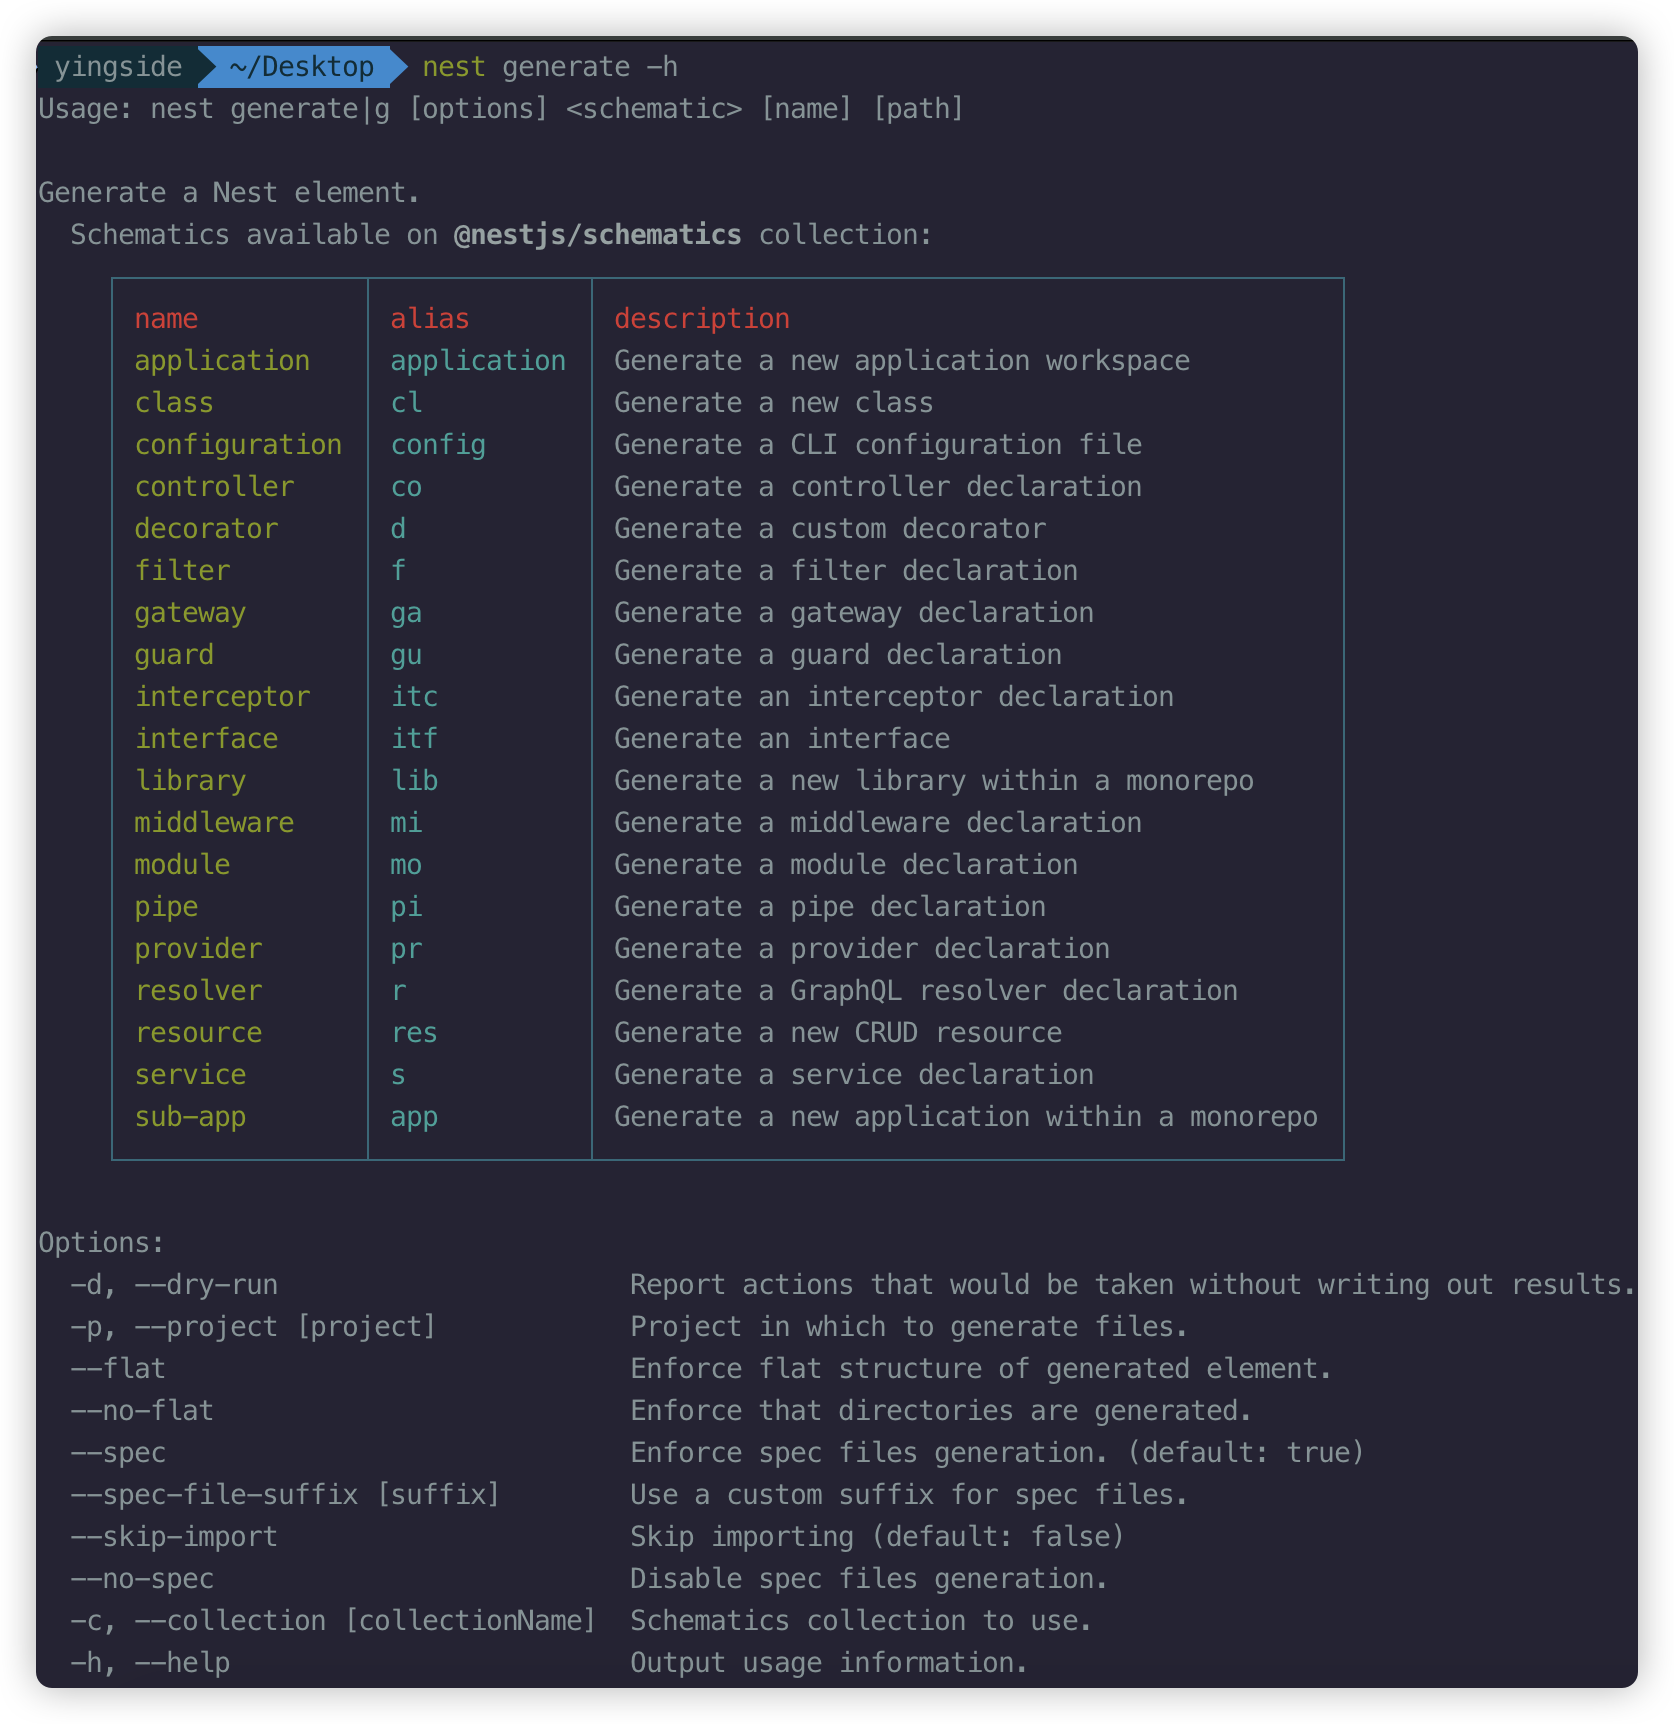 yingside ~/Desktop nest generate -h
Usage: nest generate|g [options] <schematic> [name] [path]
Generate a Nest element.
Schematics available on @nestjs/schematics collection:
name alias description
application application Generate a new application workspace
class cl Generate a new class
configuration config Generate a CLI configuration file
controller co Generate a controller declaration
decorator d Generate a custom decorator
filter f Generate a filter declaration
gateway ga Generate a gateway declaration
guard gu Generate a guard declaration
interceptor itc Generate an interceptor declaration
interface itf Generate an interface
library lib Generate a new library within a monorepo
middleware mi Generate a middleware declaration
module mo Generate a module declaration
pipe pi Generate a pipe declaration
provider pr Generate a provider declaration
resolver r Generate a GraphQL resolver declaration
resource res Generate a new CRUD resource
service s Generate a service declaration
sub-app app Generate a new application within a monorepo
Options:
-d, --dry-run Report actions that would be taken without writing out results.
-p, --project [project] Project in which to generate files.
--flat Enforce flat structure of generated element.
--no-flat Enforce that directories are generated.
--spec Enforce spec files generation. (default: true)
--spec-file-suffix [suffix] Use a custom suffix for spec files.
--skip-import Skip importing (default: false)
--no-spec Disable spec files generation.
-c, --collection [collectionName] Schematics collection to use.
-h, --help Output usage information.